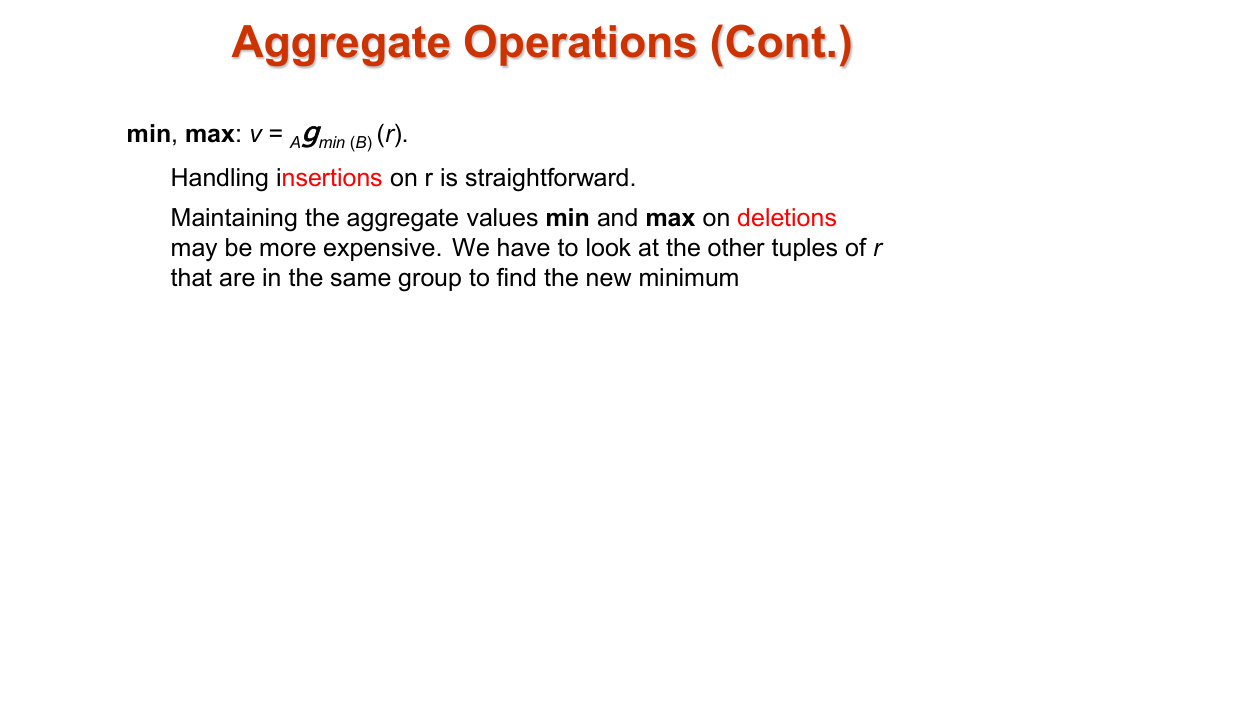 Aggregate Operations (Cont.)
min, max: v = A g min (B) (r).
Handling insertions on r is straightforward.
Maintaining the aggregate values min and max on deletions
may be more expensive. We have to look at the other tuples of r
that are in the same group to find the new minimum